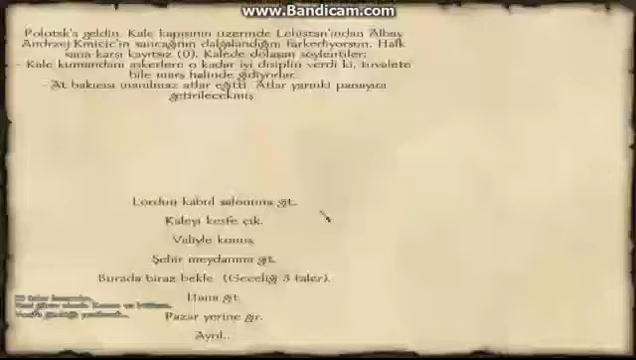 www.Bandicam.com
Polotsk'a geldin. Kale kapısının üzerinde Lehistan'ından Albay
Andrzej Kmicic'in sancağının dalgalandığını farkediyorsun. Halk
sana karşı kayıtsız (0). Kalede dolaşan söylentiler:
- Kale kumandanı askerlere o kadar iyi disiplin verdi ki, tuvalete
bile marş halinde gidiyorlar.
- At bakıcısı inanılmaz atlar eğitti. Atlar yarınki panayıra
getirilecekmiş
Lordun kabul salonuna git.
Kaleyi keşfe çık.
Valiyle konuş.
Şehir meydanına git.
Burada biraz bekle (Geceliği 3 taler).
Hana git.
Pazar yerine gir.
Ayrıl..